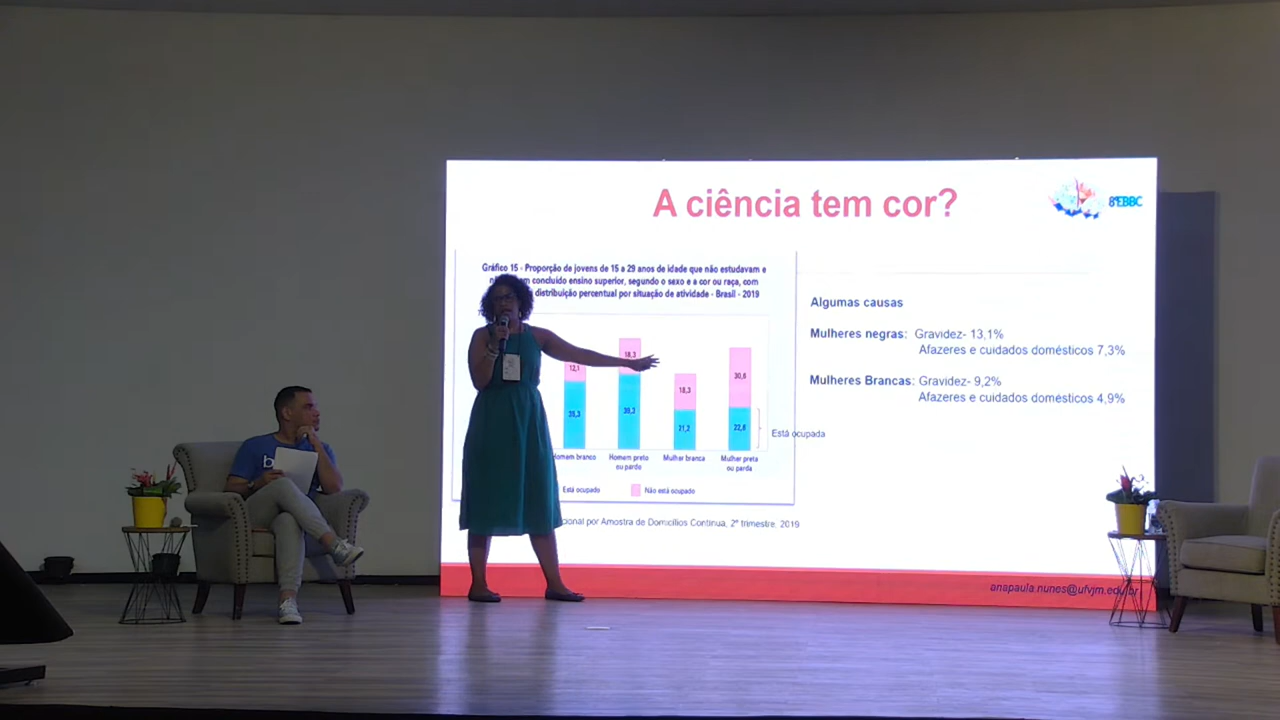 A ciência tem cor?
8ºEBBC
Gráfico 15 - Proporção de jovens de 15 a 29 anos de idade que não estudavam e
concluído ensino superior, segundo o sexo e a cor ou raça, com
distribuição percentual por situação de atividade - Brasil - 2019
12,1
18,3
18,3
30,6
39,3
21,2
22,8
Está ocupada
Homem branco
Homem preto
ou pardo
Mulher branca
Mulher preta
ou parda
Está ocupado
Não está ocupado
por Amostra de Domicílios Contínua, 2º trimestre. 2019
Algumas causas
Mulheres negras: Gravidez- 13,1%
Afazeres e cuidados domésticos 7,3%
Mulheres Brancas: Gravidez- 9,2%
Afazeres e cuidados domésticos 4,9%
anapaula.nunes@ufvjm.edu.br
b